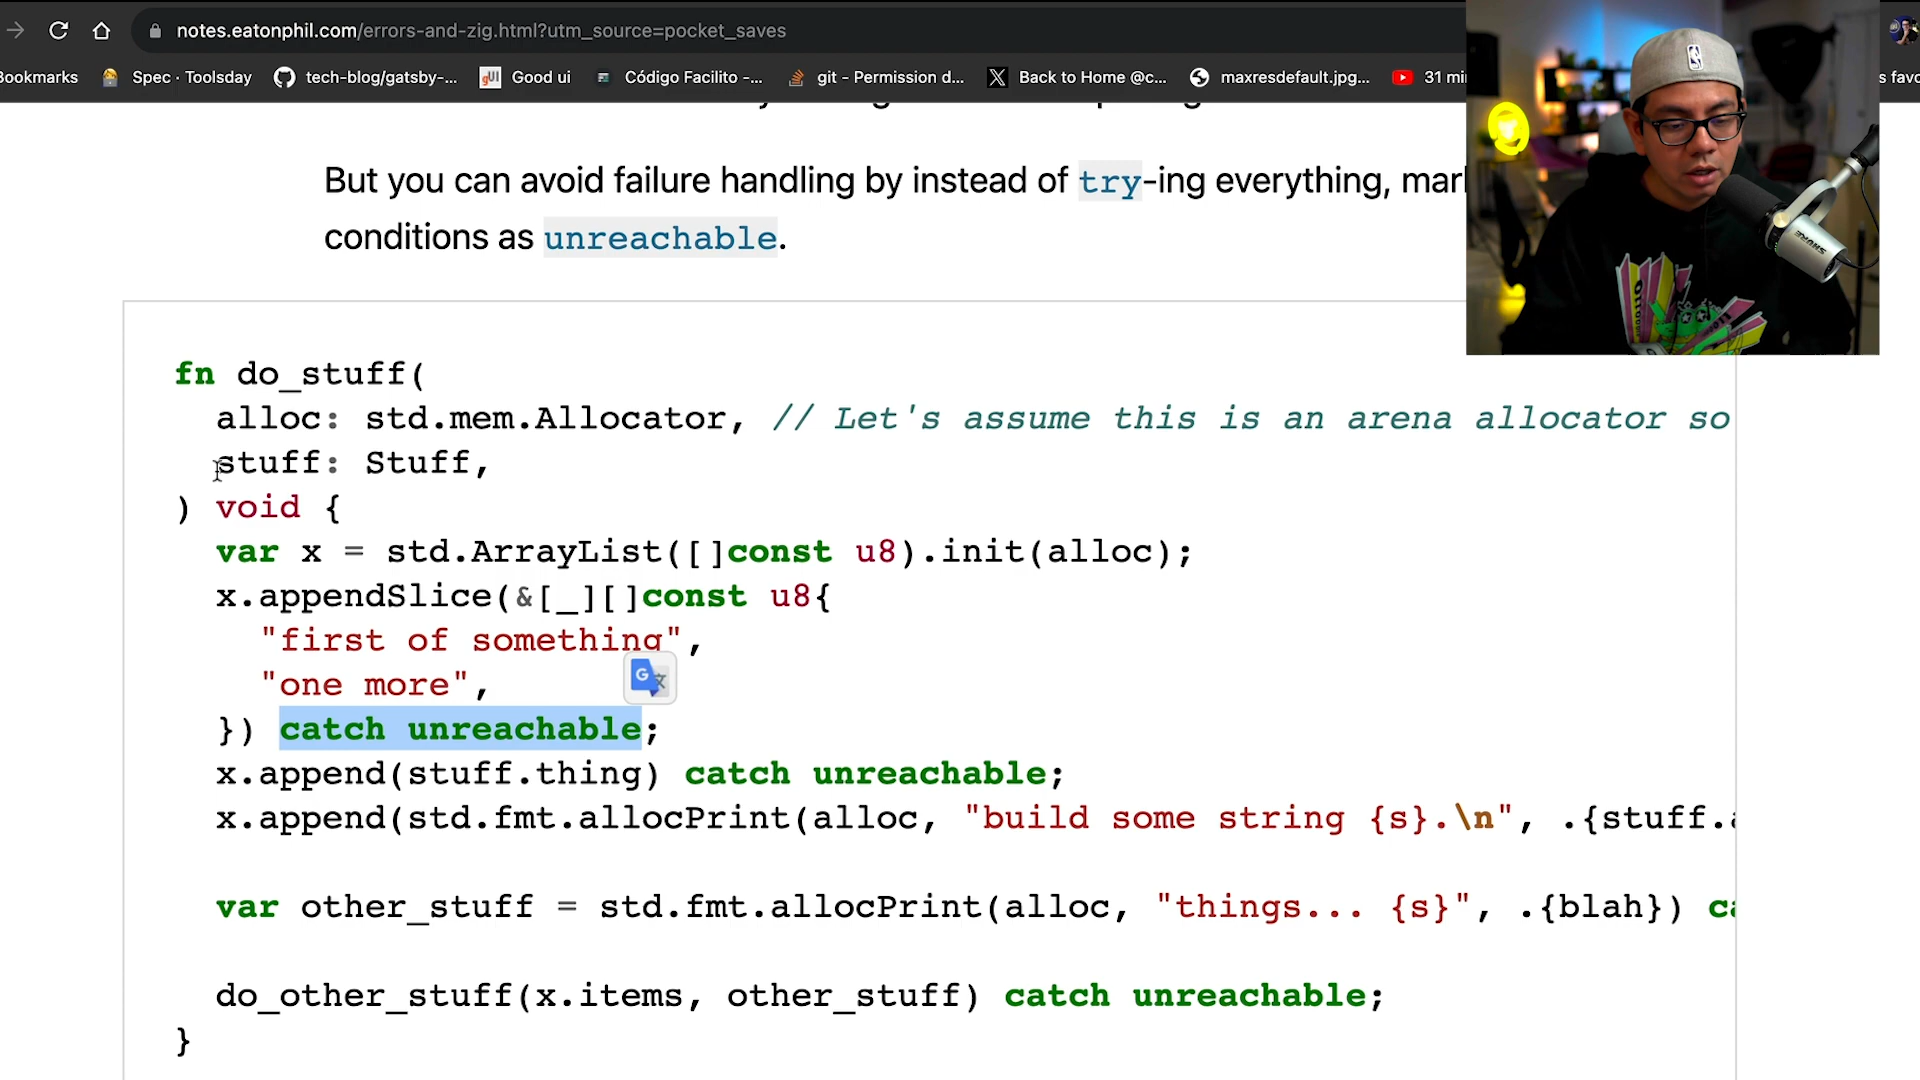 notes.eatonphil.com/errors-and-zig.html?utm_source=pocket_saves
Bookmarks Spec · Toolsday tech-blog/gatsby-... gUI Good ui Código Facilito -... git - Permission d... Back to Home @c... maxresdefault.jpg... 31 mi s favo
But you can avoid failure handling by instead of try-ing everything, mark
conditions as unreachable.
fn do_stuff(
alloc: std.mem.Allocator, // Let's assume this is an arena allocator so
stuff: Stuff,
) void {
var x = std.ArrayList([]const u8).init(alloc);
x.appendSlice(&[_][]const u8{
"first of something",
"one more",
}) catch unreachable;
x.append(stuff.thing) catch unreachable;
x.append(std.fmt.allocPrint(alloc, "build some string {s}.\n", .{stuff.
var other_stuff = std.fmt.allocPrint(alloc, "things... {s}", .{blah}) ca
do_other_stuff(x.items, other_stuff) catch unreachable;
}
SHURE